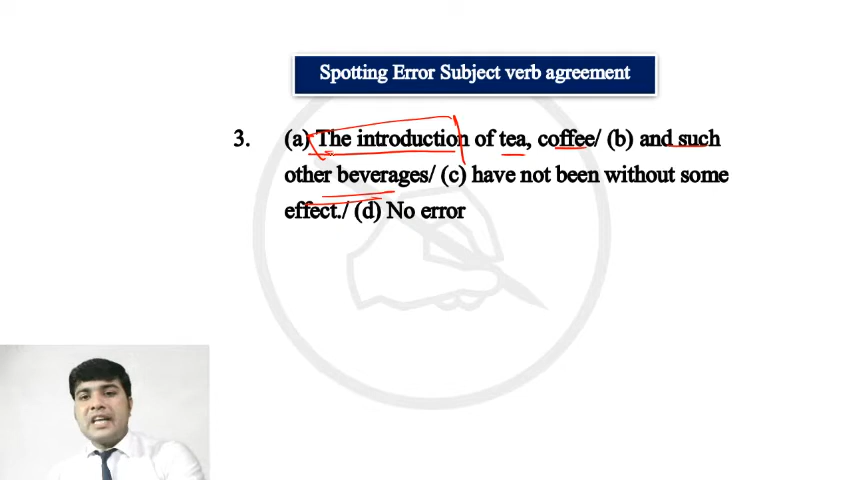 Spotting Error Subject verb agreement
3. (a) The introduction of tea, coffee/ (b) and such
other beverages/ (c) have not been without some
effect./ (d) No error